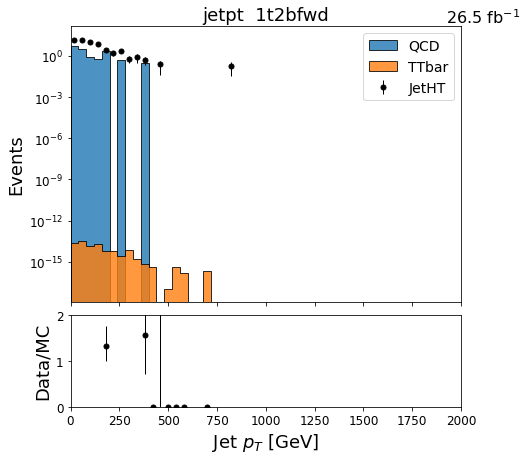 jetpt 1t2bfwd
26.5 fb⁻¹
QCD
TTbar
JetHT
Events
10⁰
10⁻³
10⁻⁶
10⁻⁹
10⁻¹²
10⁻¹⁵
Data/MC
2
1
0
0 250 500 750 1000 1250 1500 1750 2000
Jet p_T [GeV]